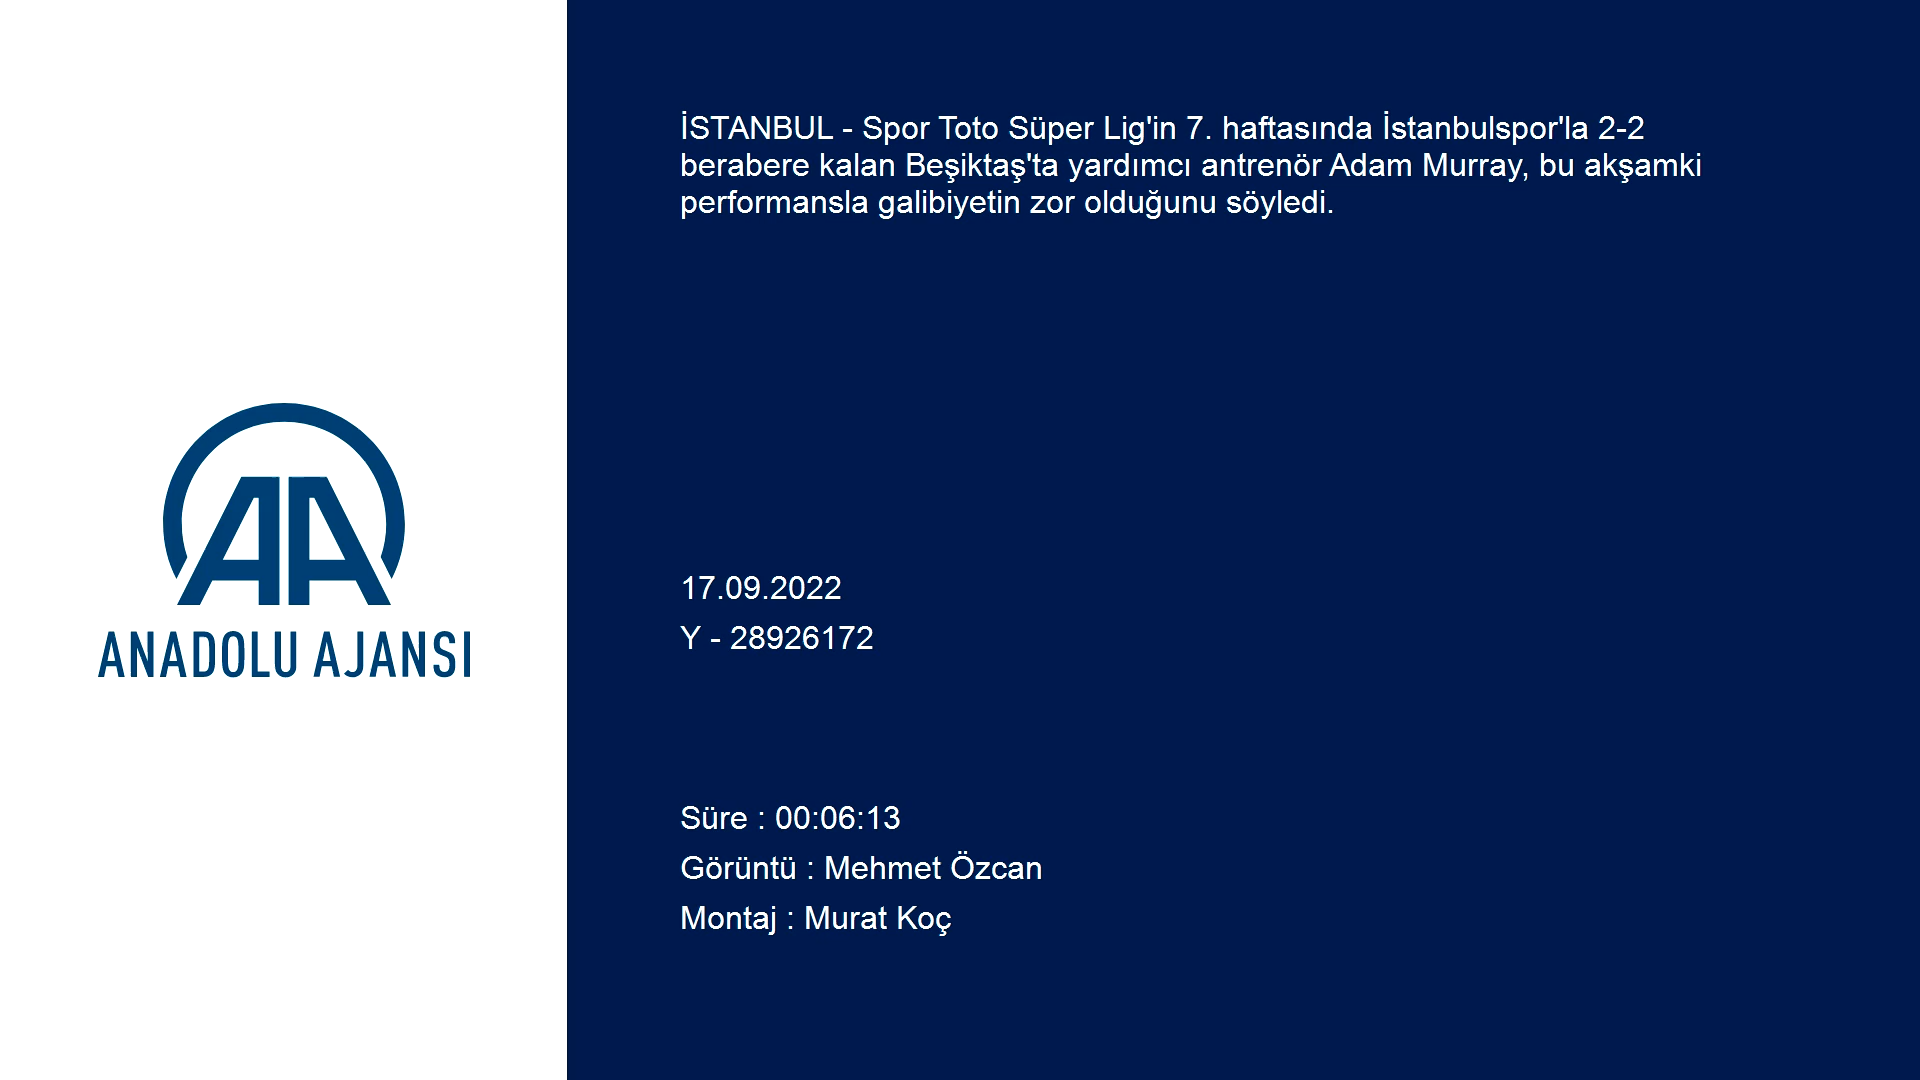 İSTANBUL - Spor Toto Süper Lig'in 7. haftasında İstanbulspor'la 2-2
berabere kalan Beşiktaş'ta yardımcı antrenör Adam Murray, bu akşamki
performansla galibiyetin zor olduğunu söyledi.
AA
ANADOLU AJANSI
17.09.2022
Y - 28926172
Süre : 00:06:13
Görüntü : Mehmet Özcan
Montaj : Murat Koç